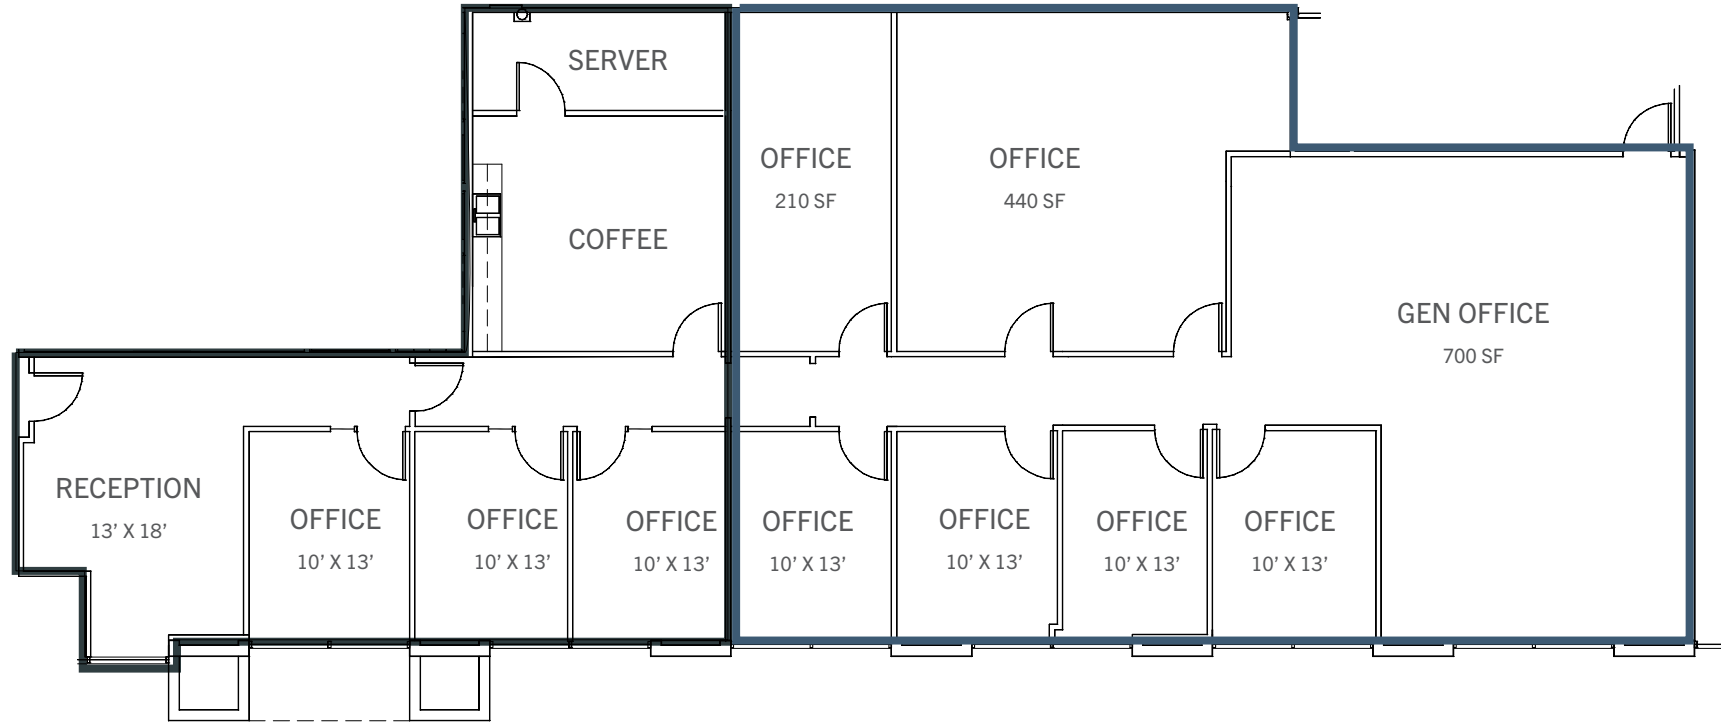 SERVER
COFFEE
OFFICE
210 SF
OFFICE
440 SF
GEN OFFICE
700 SF
RECEPTION
13’ X 18’
OFFICE
10’ X 13’
OFFICE
10’ X 13’
OFFICE
10’ X 13’
OFFICE
10’ X 13’
OFFICE
10’ X 13’
OFFICE
10’ X 13’
OFFICE
10’ X 13’